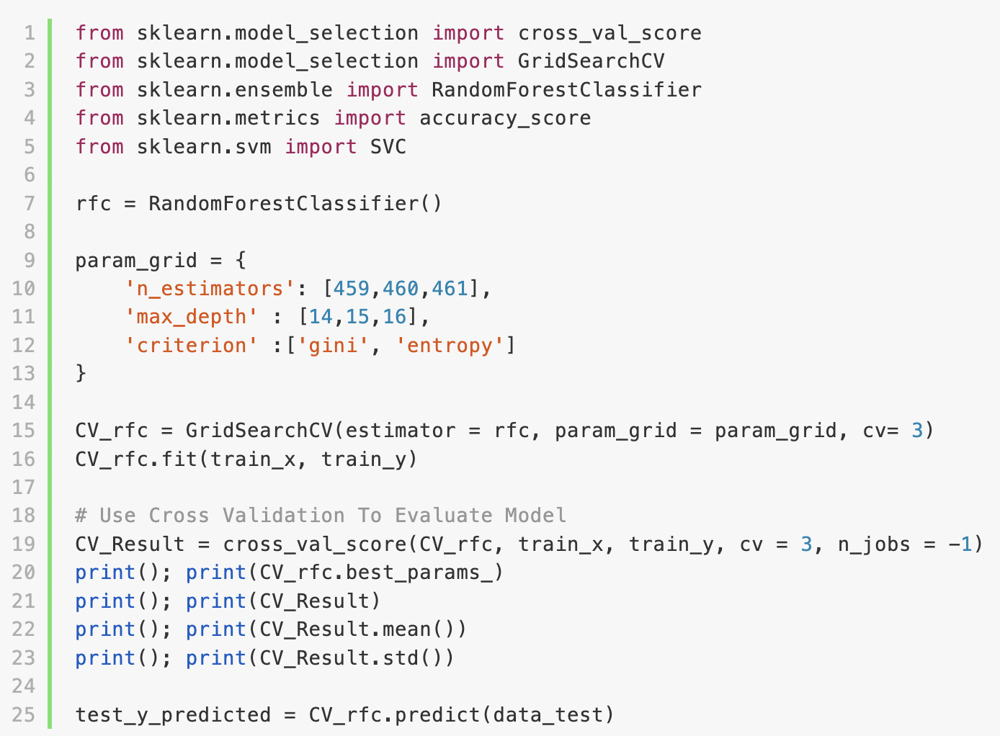 1 from sklearn.model_selection import cross_val_score
2 from sklearn.model_selection import GridSearchCV
3 from sklearn.ensemble import RandomForestClassifier
4 from sklearn.metrics import accuracy_score
5 from sklearn.svm import SVC
6
7 rfc = RandomForestClassifier()
8
9 param_grid = {
10     'n_estimators': [459,460,461],
11     'max_depth' : [14,15,16],
12     'criterion' :['gini', 'entropy']
13 }
14
15 CV_rfc = GridSearchCV(estimator = rfc, param_grid = param_grid, cv= 3)
16 CV_rfc.fit(train_x, train_y)
17
18 # Use Cross Validation To Evaluate Model
19 CV_Result = cross_val_score(CV_rfc, train_x, train_y, cv = 3, n_jobs = -1)
20 print(); print(CV_rfc.best_params_)
21 print(); print(CV_Result)
22 print(); print(CV_Result.mean())
23 print(); print(CV_Result.std())
24
25 test_y_predicted = CV_rfc.predict(data_test)